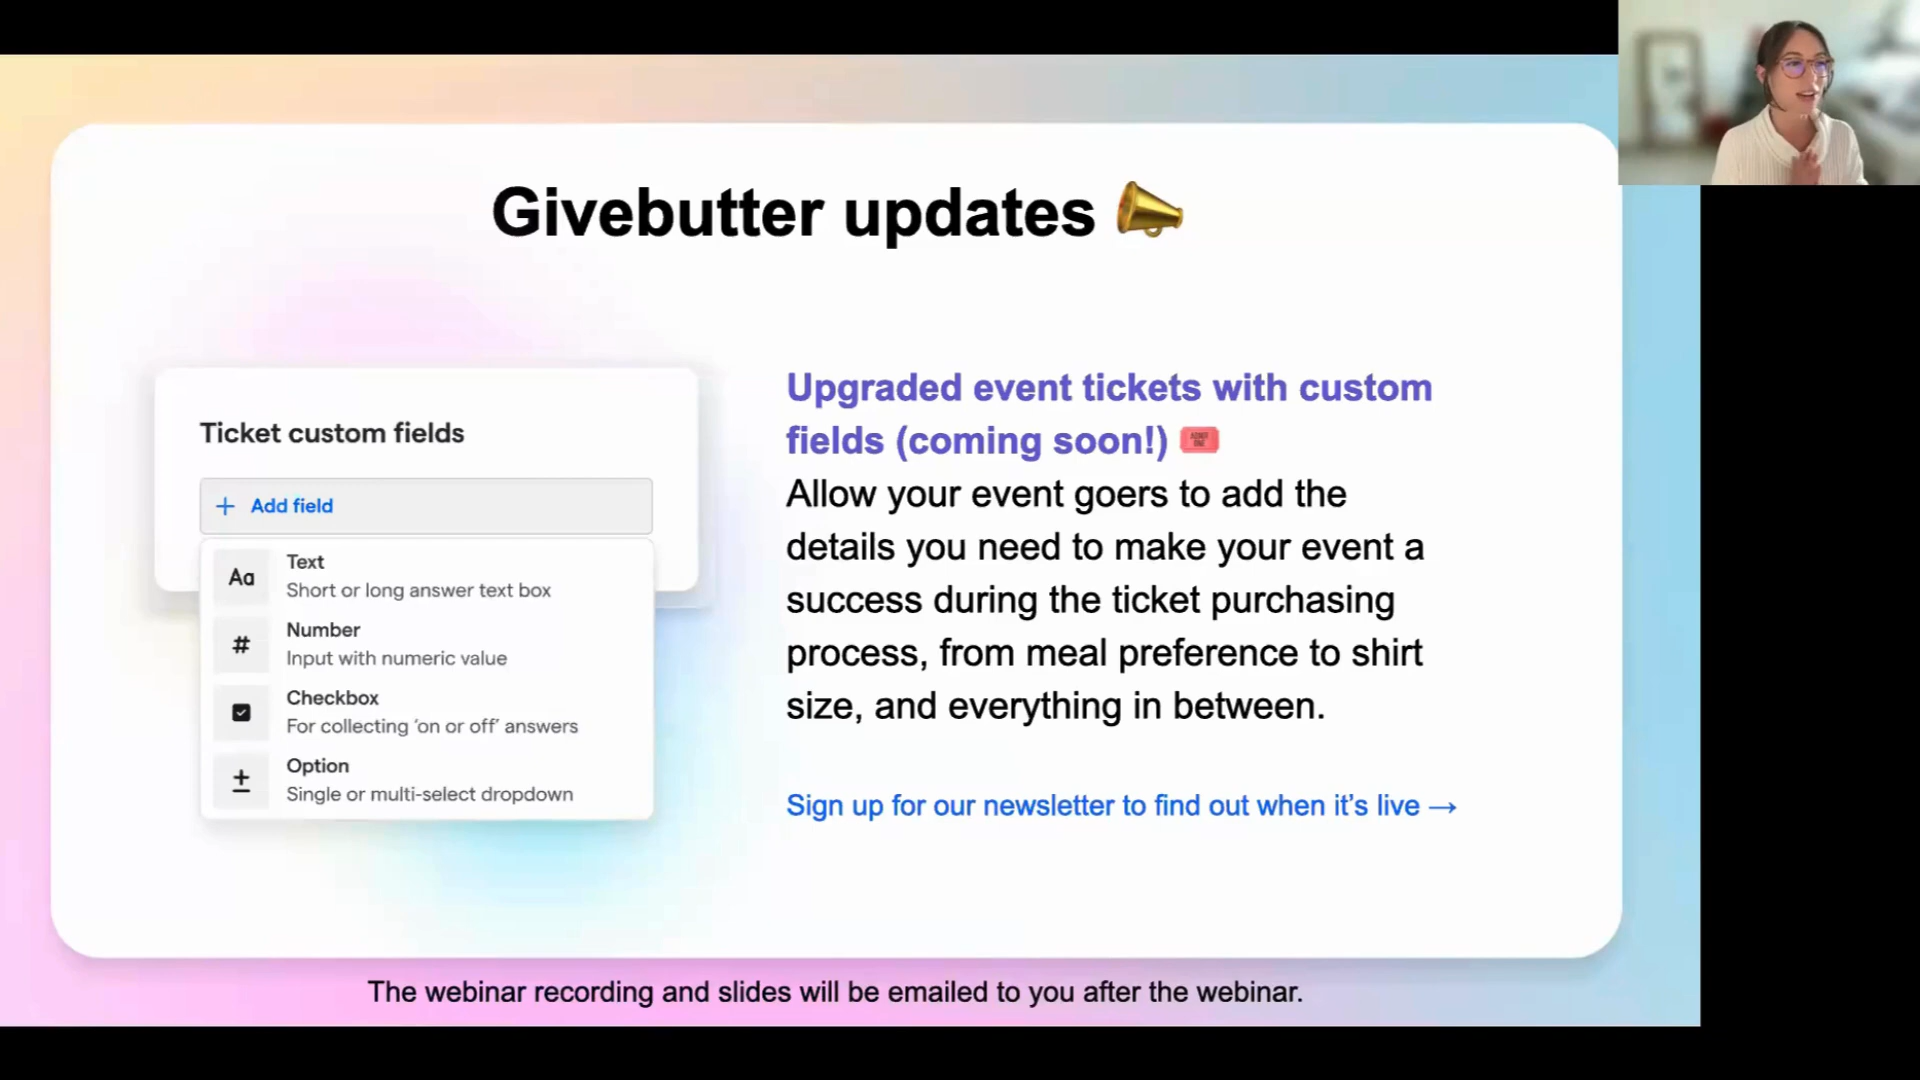 Givebutter updates
Ticket custom fields
+ Add field
Aa
Text
Short or long answer text box
#
Number
Input with numeric value
Checkbox
For collecting ‘on or off’ answers
±
Option
Single or multi-select dropdown
Upgraded event tickets with custom
fields (coming soon!)
ADMIT
ONE
Allow your event goers to add the
details you need to make your event a
success during the ticket purchasing
process, from meal preference to shirt
size, and everything in between.
Sign up for our newsletter to find out when it’s live →
The webinar recording and slides will be emailed to you after the webinar.